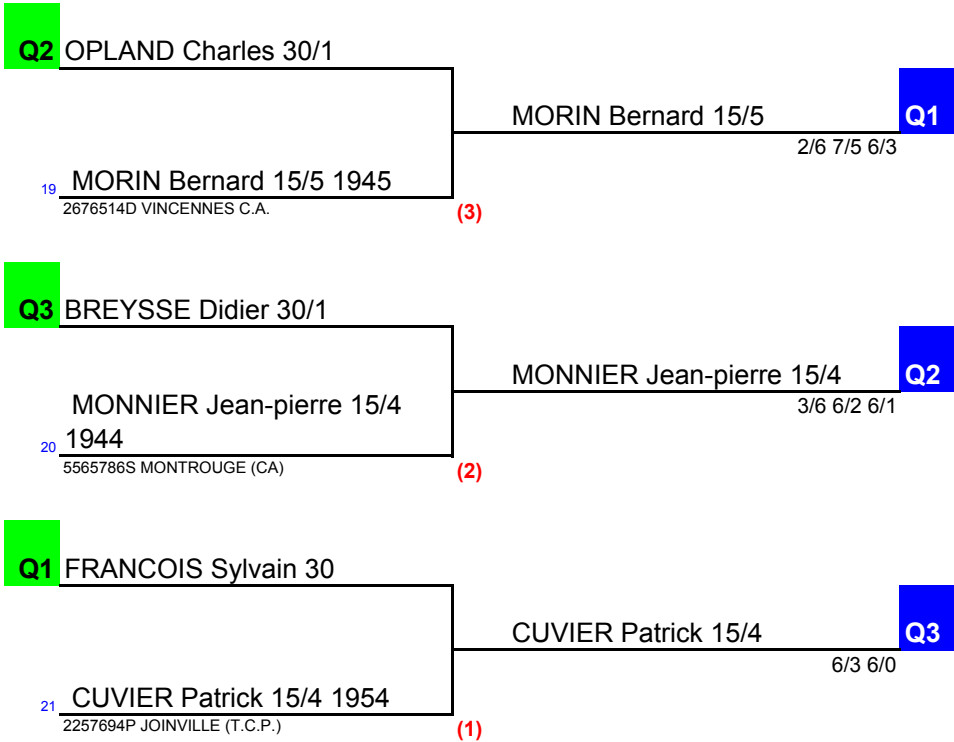 Q2 OPLAND Charles 30/1
MORIN Bernard 15/5
Q1
2/6 7/5 6/3
19 MORIN Bernard 15/5 1945
2676514D VINCENNES C.A.
(3)
Q3 BREYSSE Didier 30/1
MONNIER Jean-pierre 15/4
Q2
3/6 6/2 6/1
MONNIER Jean-pierre 15/4
20 1944
5565786S MONTROUGE (CA)
(2)
Q1 FRANCOIS Sylvain 30
CUVIER Patrick 15/4
Q3
6/3 6/0
21 CUVIER Patrick 15/4 1954
2257694P JOINVILLE (T.C.P.)
(1)